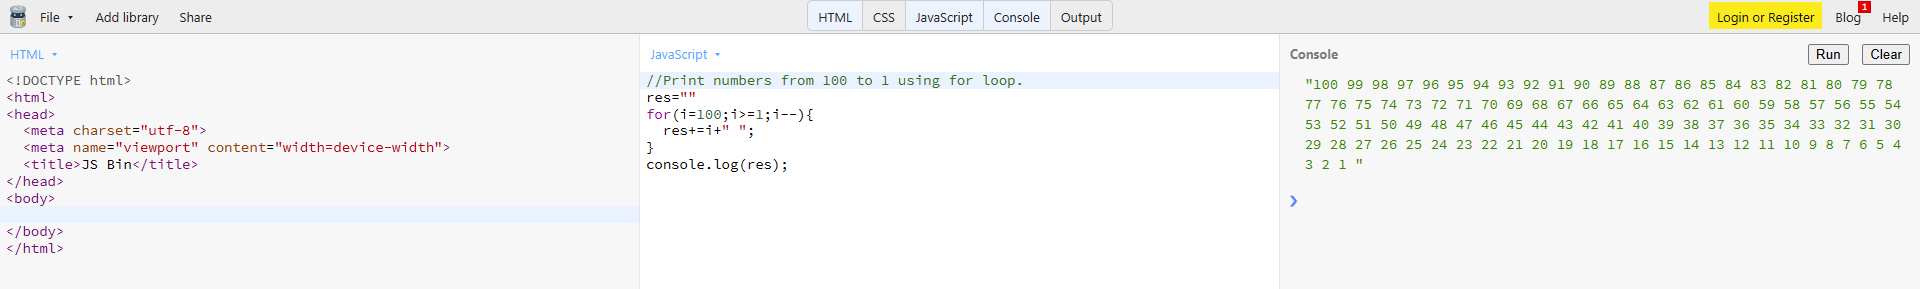 File Add library Share HTML CSS JavaScript Console Output Login or Register Blog 1 Help
HTML
<!DOCTYPE html>
<html>
<head>
  <meta charset="utf-8">
  <meta name="viewport" content="width=device-width">
  <title>JS Bin</title>
</head>
<body>
</body>
</html>
JavaScript
//Print numbers from 100 to 1 using for loop.
res=""
for(i=100;i>=1;i--){
  res+=i+" ";
}
console.log(res);
Console Run Clear
"100 99 98 97 96 95 94 93 92 91 90 89 88 87 86 85 84 83 82 81 80 79 78
77 76 75 74 73 72 71 70 69 68 67 66 65 64 63 62 61 60 59 58 57 56 55 54
53 52 51 50 49 48 47 46 45 44 43 42 41 40 39 38 37 36 35 34 33 32 31 30
29 28 27 26 25 24 23 22 21 20 19 18 17 16 15 14 13 12 11 10 9 8 7 6 5 4
3 2 1 "